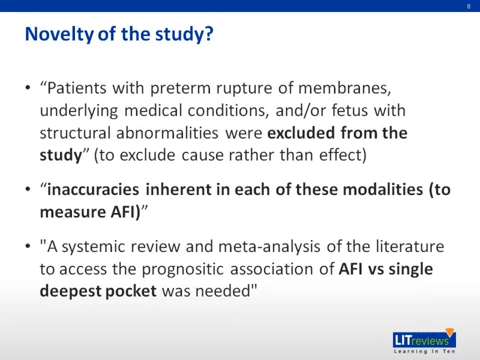 6
Novelty of the study?
• “Patients with preterm rupture of membranes,
underlying medical conditions, and/or fetus with
structural abnormalities were excluded from the
study” (to exclude cause rather than effect)
• “inaccuracies inherent in each of these modalities (to
measure AFI)”
• "A systemic review and meta-analysis of the literature
to access the prognositic association of AFI vs single
deepest pocket was needed"
LITreviews
Learning in Ten